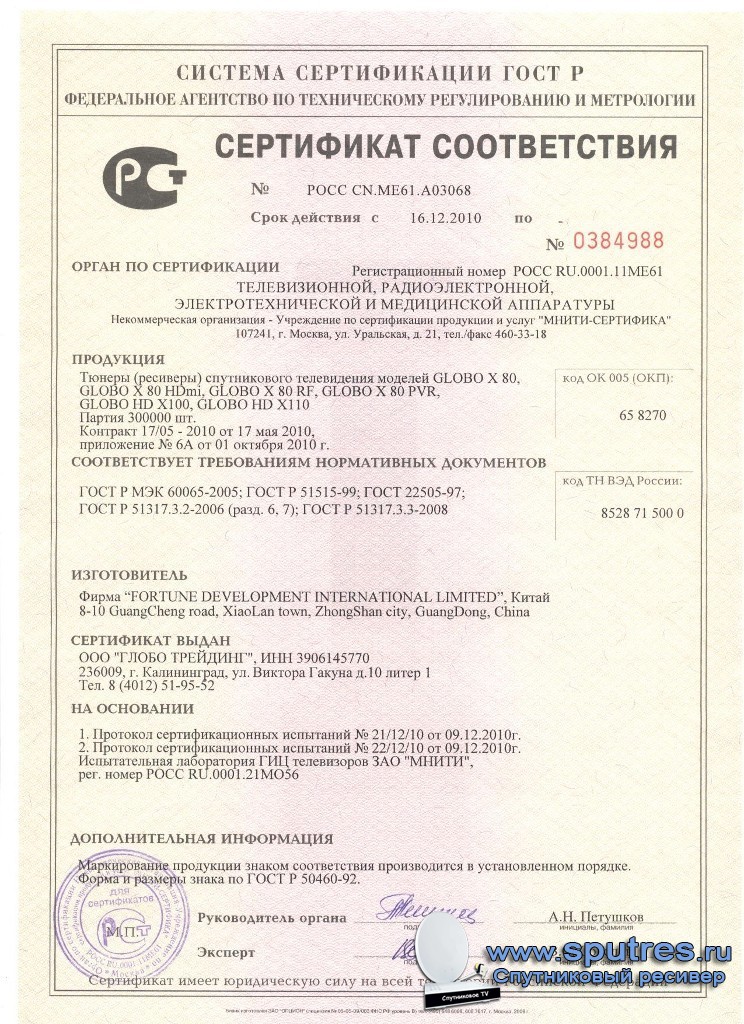 СИСТЕМА СЕРТИФИКАЦИИ ГОСТ Р
ФЕДЕРАЛЬНОЕ АГЕНТСТВО ПО ТЕХНИЧЕСКОМУ РЕГУЛИРОВАНИЮ И МЕТРОЛОГИИ
СЕРТИФИКАТ СООТВЕТСТВИЯ
№ РОСС CN.ME61.A03068
Срок действия с 16.12.2010 по -
№ 0384988
ОРГАН ПО СЕРТИФИКАЦИИ Регистрационный номер РОСС RU.0001.11МЕ61
ТЕЛЕВИЗИОННОЙ, РАДИОЭЛЕКТРОННОЙ,
ЭЛЕКТРОТЕХНИЧЕСКОЙ И МЕДИЦИНСКОЙ АППАРАТУРЫ
Некоммерческая организация - Учреждение по сертификации продукции и услуг "МНИТИ-СЕРТИФИКА"
107241, г. Москва, ул. Уральская, д. 21, тел./факс 460-33-18
ПРОДУКЦИЯ
Тюнеры (ресиверы) спутникового телевидения моделей GLOBO X 80,
GLOBO X 80 HDmi, GLOBO X 80 RF, GLOBO X 80 PVR,
GLOBO HD X100, GLOBO HD X110
Партия 300000 шт.
Контракт 17/05 - 2010 от 17 мая 2010,
приложение № 6А от 01 октября 2010 г.
код ОК 005 (ОКП):
65 8270
СООТВЕТСТВУЕТ ТРЕБОВАНИЯМ НОРМАТИВНЫХ ДОКУМЕНТОВ
ГОСТ Р МЭК 60065-2005; ГОСТ Р 51515-99; ГОСТ 22505-97;
ГОСТ Р 51317.3.2-2006 (разд. 6, 7); ГОСТ Р 51317.3.3-2008
код ТН ВЭД России:
8528 71 500 0
ИЗГОТОВИТЕЛЬ
Фирма “FORTUNE DEVELOPMENT INTERNATIONAL LIMITED”, Китай
8-10 GuangCheng road, XiaoLan town, ZhongShan city, GuangDong, China
СЕРТИФИКАТ ВЫДАН
ООО "ГЛОБО ТРЕЙДИНГ", ИНН 3906145770
236009, г. Калининград, ул. Виктора Гакуна д.10 литер 1
Тел. 8 (4012) 51-95-52
НА ОСНОВАНИИ
1. Протокол сертификационных испытаний № 21/12/10 от 09.12.2010г.
2. Протокол сертификационных испытаний № 22/12/10 от 09.12.2010г.
Испытательная лаборатория ГИЦ телевизоров ЗАО "МНИТИ",
рег. номер РОСС RU.0001.21МО56
ДОПОЛНИТЕЛЬНАЯ ИНФОРМАЦИЯ
Маркирование продукции знаком соответствия производится в установленном порядке.
Форма и размеры знака по ГОСТ Р 50460-92.
для
сертификатов
М.П.
Руководитель органа А.Н. Петушков
инициалы, фамилия
Эксперт
www.sputres.ru
Спутниковый ресивер
Спутниковое TV
Сертификат имеет юридическую силу на всей